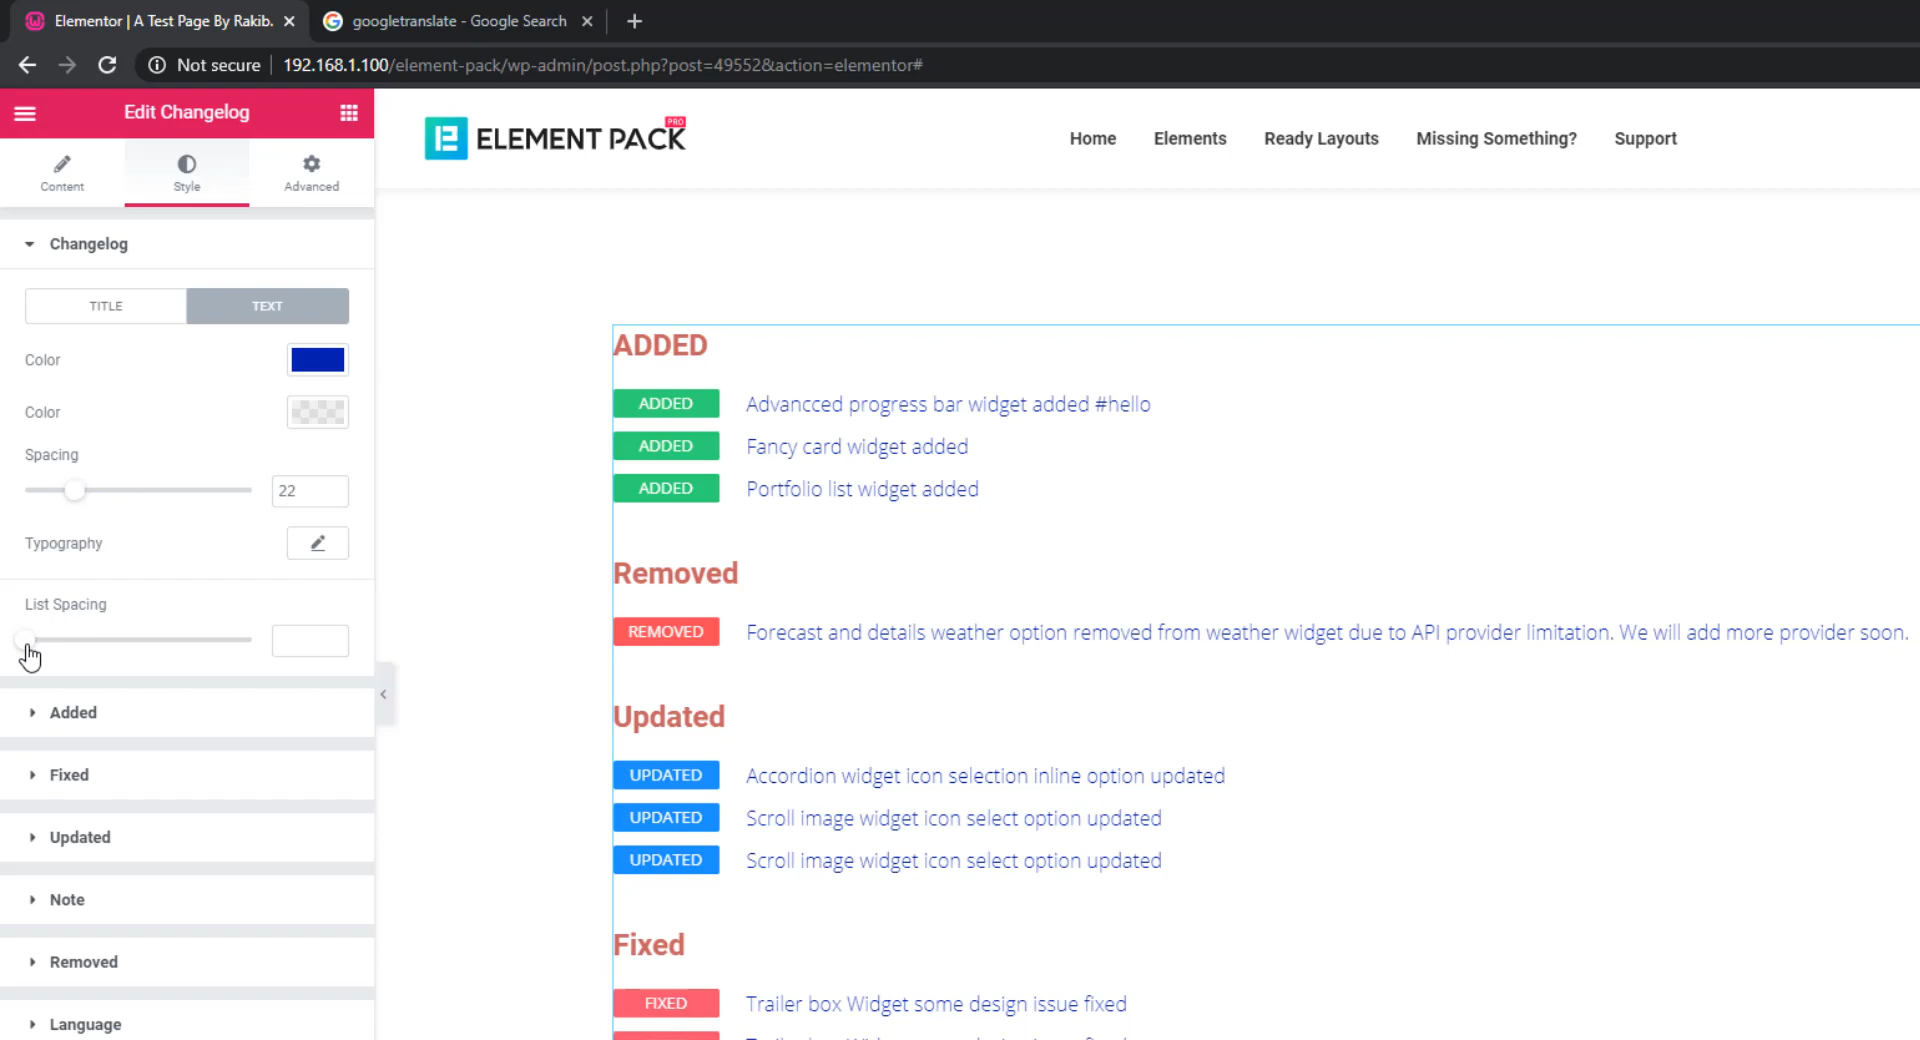 Elementor | A Test Page By Rakib.
googletranslate - Google Search
Not secure
192.168.1.100/element-pack/wp-admin/post.php?post=49552&action=elementor#
Edit Changelog
ELEMENT PACK
PRO
Home
Elements
Ready Layouts
Missing Something?
Support
Content
Style
Advanced
Changelog
TITLE
TEXT
Color
Color
Spacing
22
Typography
List Spacing
Added
Fixed
Updated
Note
Removed
Language
ADDED
ADDED Advancced progress bar widget added #hello
ADDED Fancy card widget added
ADDED Portfolio list widget added
Removed
REMOVED Forecast and details weather option removed from weather widget due to API provider limitation. We will add more provider soon.
Updated
UPDATED Accordion widget icon selection inline option updated
UPDATED Scroll image widget icon select option updated
UPDATED Scroll image widget icon select option updated
Fixed
FIXED Trailer box Widget some design issue fixed